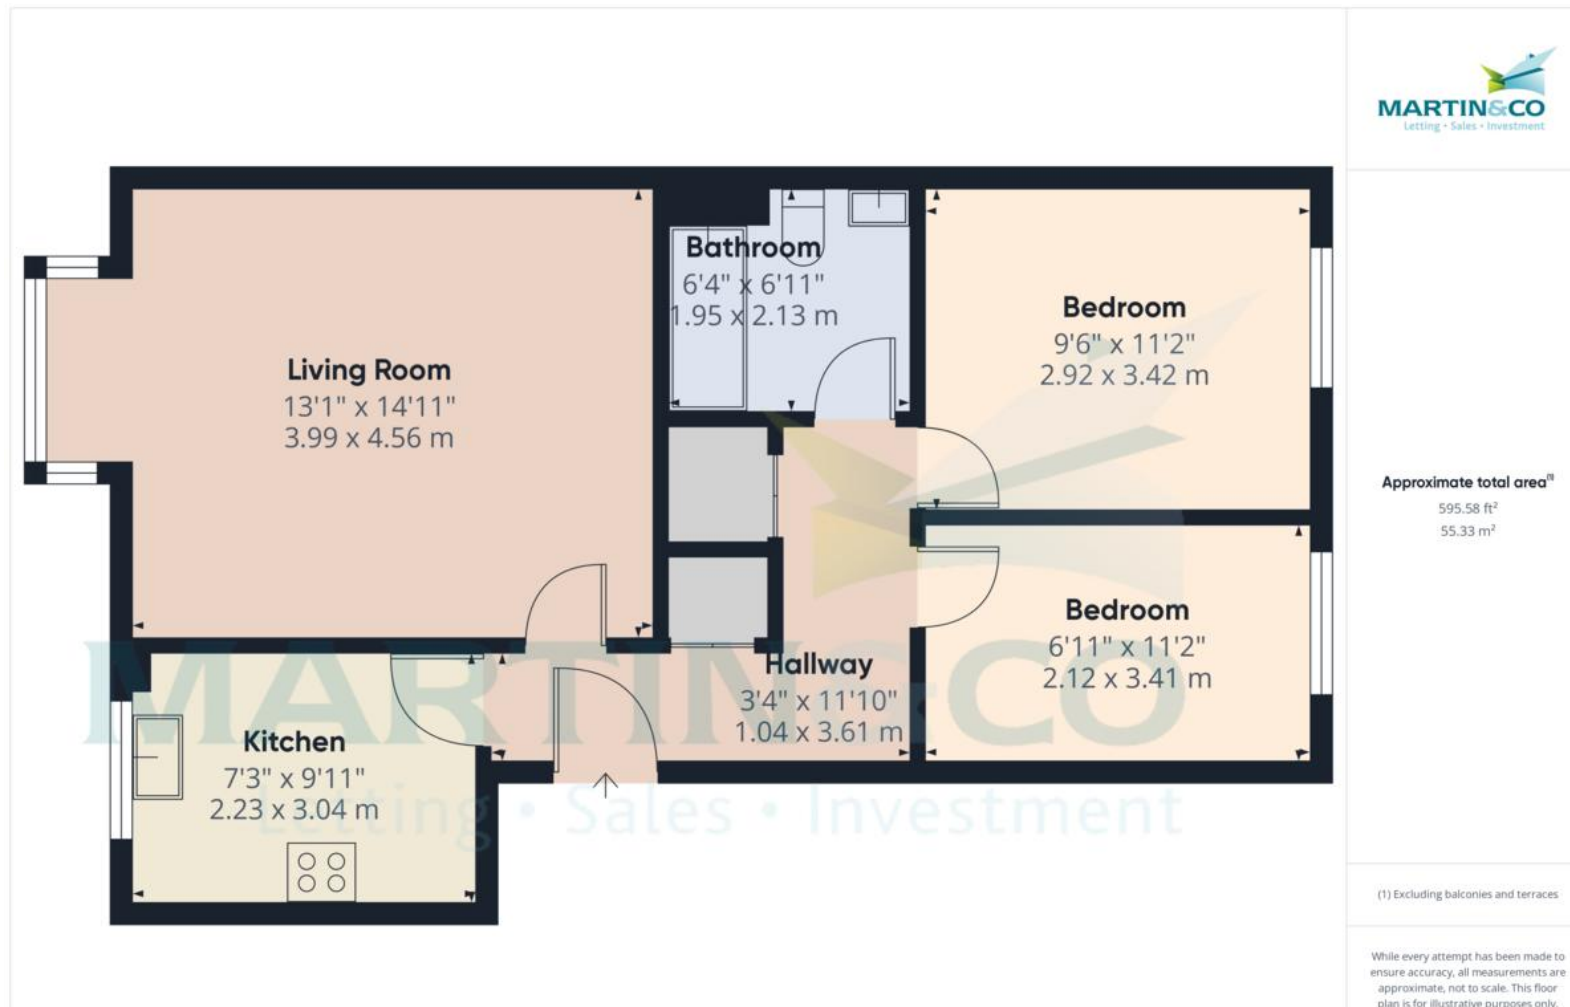 MARTIN&CO
Letting • Sales • Investment
Living Room
13'1" x 14'11"
3.99 x 4.56 m
Bathroom
6'4" x 6'11"
1.95 x 2.13 m
Bedroom
9'6" x 11'2"
2.92 x 3.42 m
Bedroom
6'11" x 11'2"
2.12 x 3.41 m
Hallway
3'4" x 11'10"
1.04 x 3.61 m
Kitchen
7'3" x 9'11"
2.23 x 3.04 m
MARTIN&CO
Letting • Sales • Investment
Approximate total area(1)
595.58 ft²
55.33 m²
(1) Excluding balconies and terraces
While every attempt has been made to
ensure accuracy, all measurements are
approximate, not to scale. This floor
plan is for illustrative purposes only.